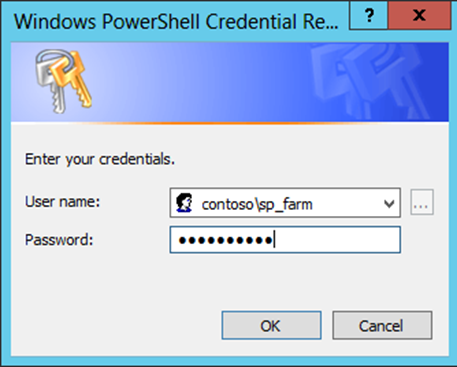 Windows PowerShell Credential Re...
? x
Enter your credentials.
User name: contoso\sp_farm ...
Password: ●●●●●●●●●●
OK Cancel